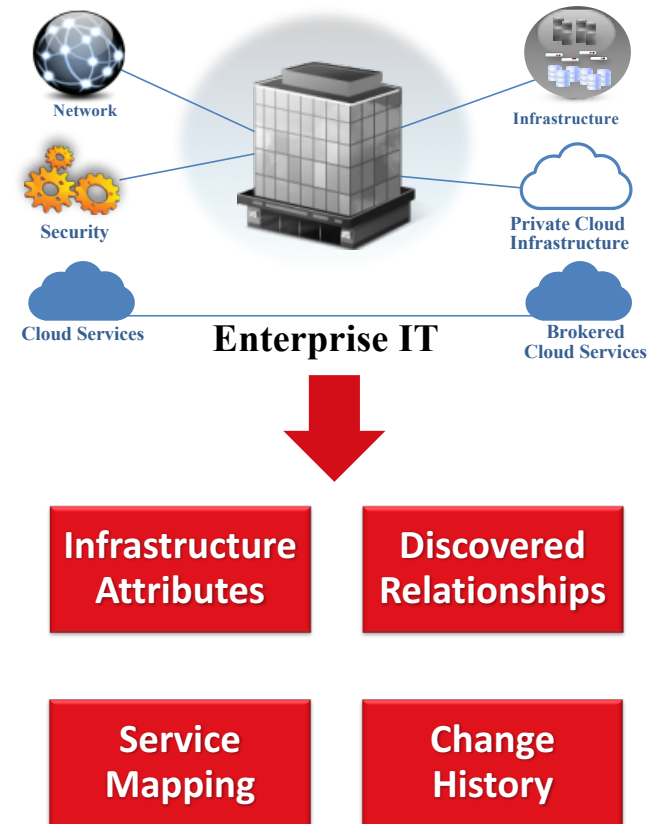 Network
Infrastructure
Security
Private Cloud
Infrastructure
Cloud Services
Enterprise IT
Brokered
Cloud Services
Infrastructure
Attributes
Discovered
Relationships
Service
Mapping
Change
History